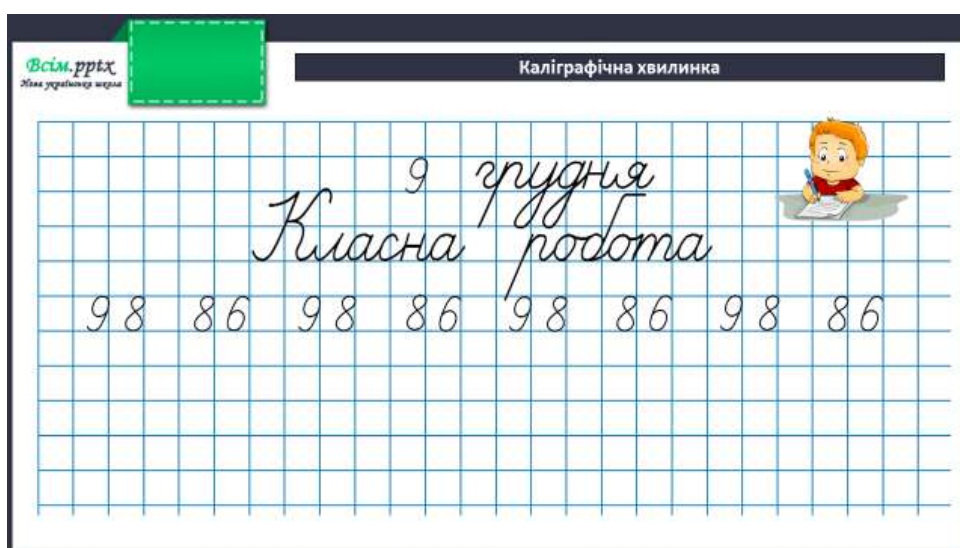 Всім.pptx
Нова українська школа
Каліграфічна хвилинка
9 грудня
Класна робота
98 86 98 86 98 86 98 86